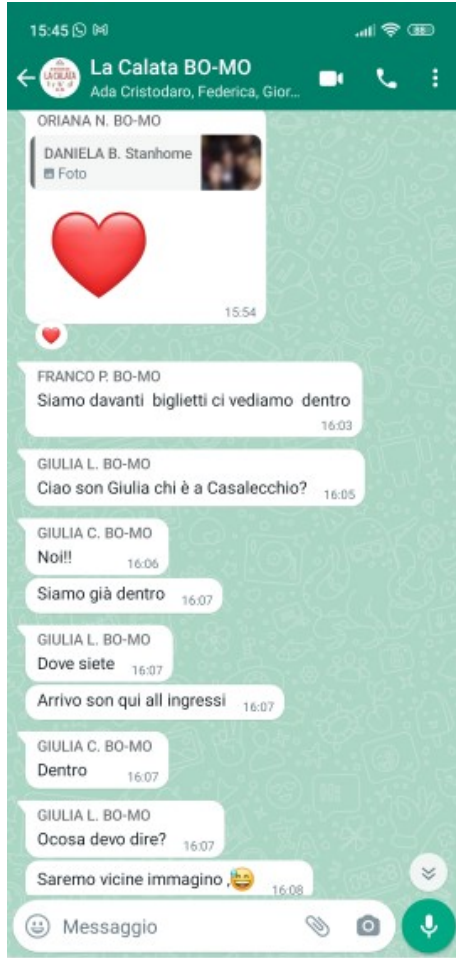 15:45
88
La Calata BO-MO
Ada Cristodaro, Federica, Gior...
LA CALATA
ORIANA N. BO-MO
DANIELA B. Stanhome
Foto
15:54
FRANCO P. BO-MO
Siamo davanti biglietti ci vediamo dentro
16:03
GIULIA L. BO-MO
Ciao son Giulia chi è a Casalecchio?
16:05
GIULIA C. BO-MO
Noi!!
16:06
Siamo già dentro
16:07
GIULIA L. BO-MO
Dove siete
16:07
Arrivo son qui all ingressi
16:07
GIULIA C. BO-MO
Dentro
16:07
GIULIA L. BO-MO
Ocosa devo dire?
16:07
Saremo vicine immagino ,😅
16:08
Messaggio